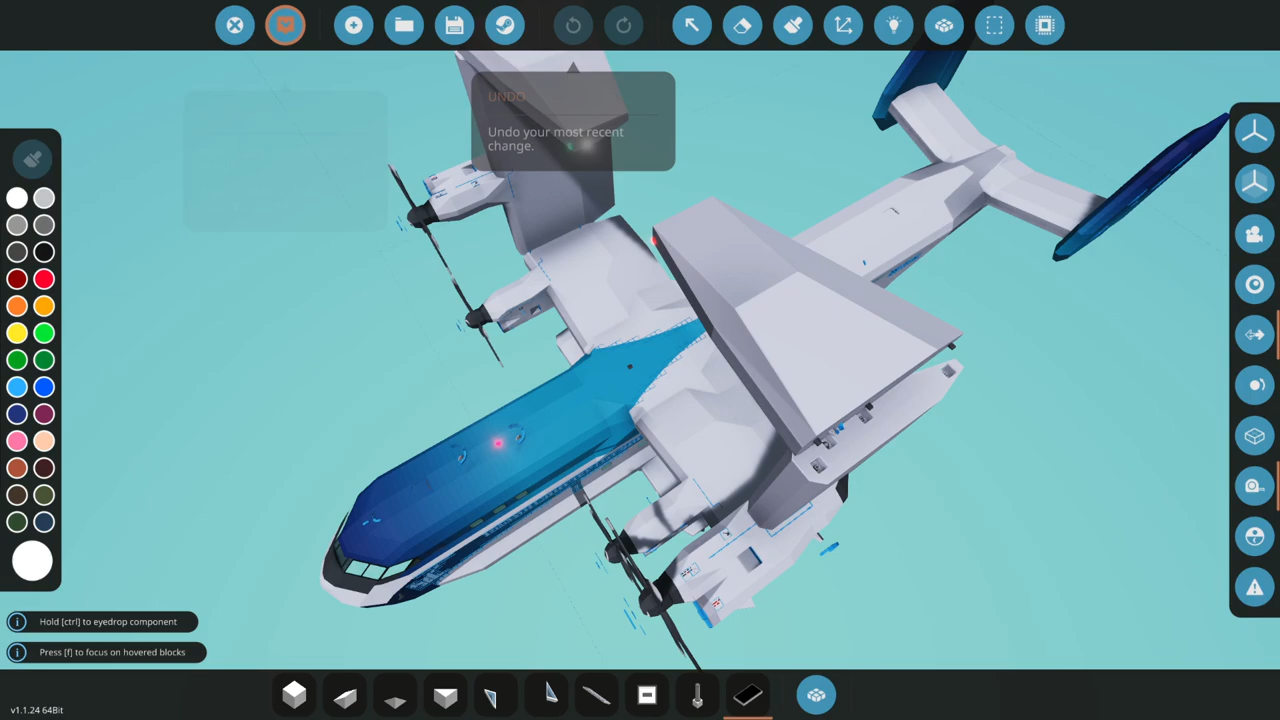 UNDO
Undo your most recent
change.
Hold [ctrl] to eyedrop component
Press [f] to focus on hovered blocks
v1.1.24 64Bit